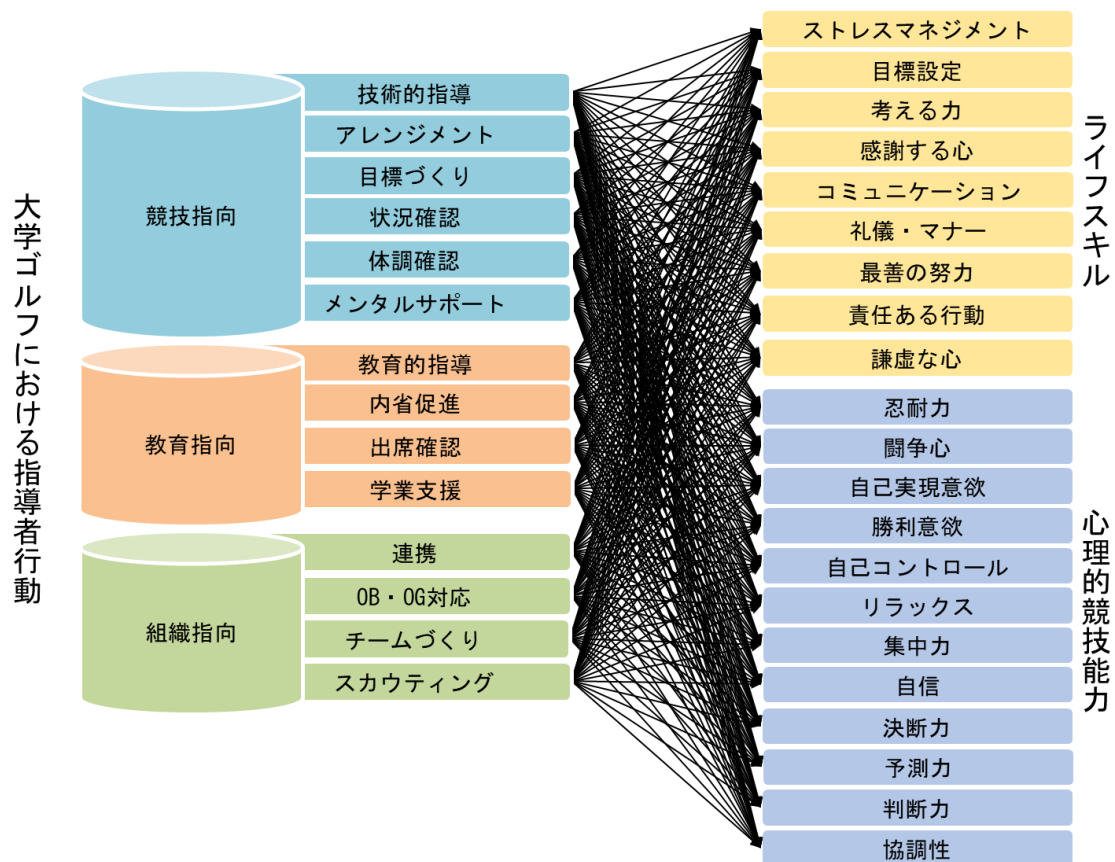 大学ゴルフにおける指導者行動
競技指向
技術的指導
アレンジメント
目標づくり
状況確認
体調確認
メンタルサポート
教育指向
教育的指導
内省促進
出席確認
学業支援
組織指向
連携
OB・OG対応
チームづくり
スカウティング
ストレスマネジメント
目標設定
考える力
感謝する心
コミュニケーション
礼儀・マナー
最善の努力
責任ある行動
謙虚な心
ライフスキル
忍耐力
闘争心
自己実現意欲
勝利意欲
自己コントロール
リラックス
集中力
自信
決断力
予測力
判断力
協調性
心理的競技能力